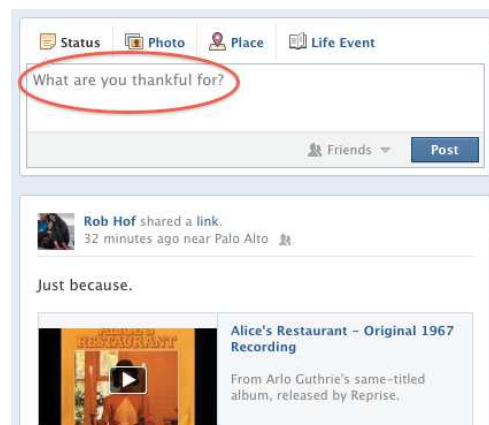 Status Photo Place Life Event
What are you thankful for?
Friends Post
Rob Hof shared a link.
32 minutes ago near Palo Alto
Just because.
ALICE'S
RESTAURANT
Alice's Restaurant - Original 1967
Recording
From Arlo Guthrie's same-titled
album, released by Reprise.